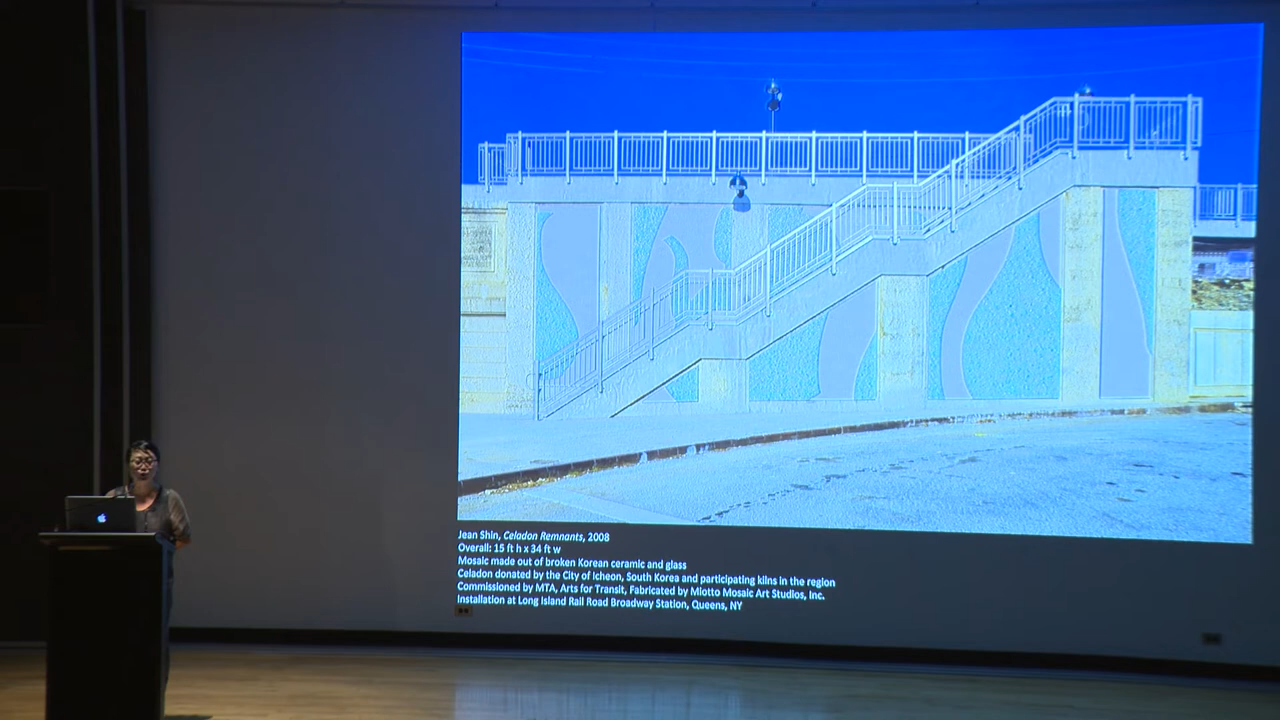 Jean Shin, Celadon Remnants, 2008
Overall: 15 ft h x 34 ft w
Mosaic made out of broken Korean ceramic and glass
Celadon donated by the City of Icheon, South Korea and participating kilns in the region
Commissioned by MTA, Arts for Transit, Fabricated by Miotto Mosaic Art Studios, Inc.
Installation at Long Island Rail Road Broadway Station, Queens, NY